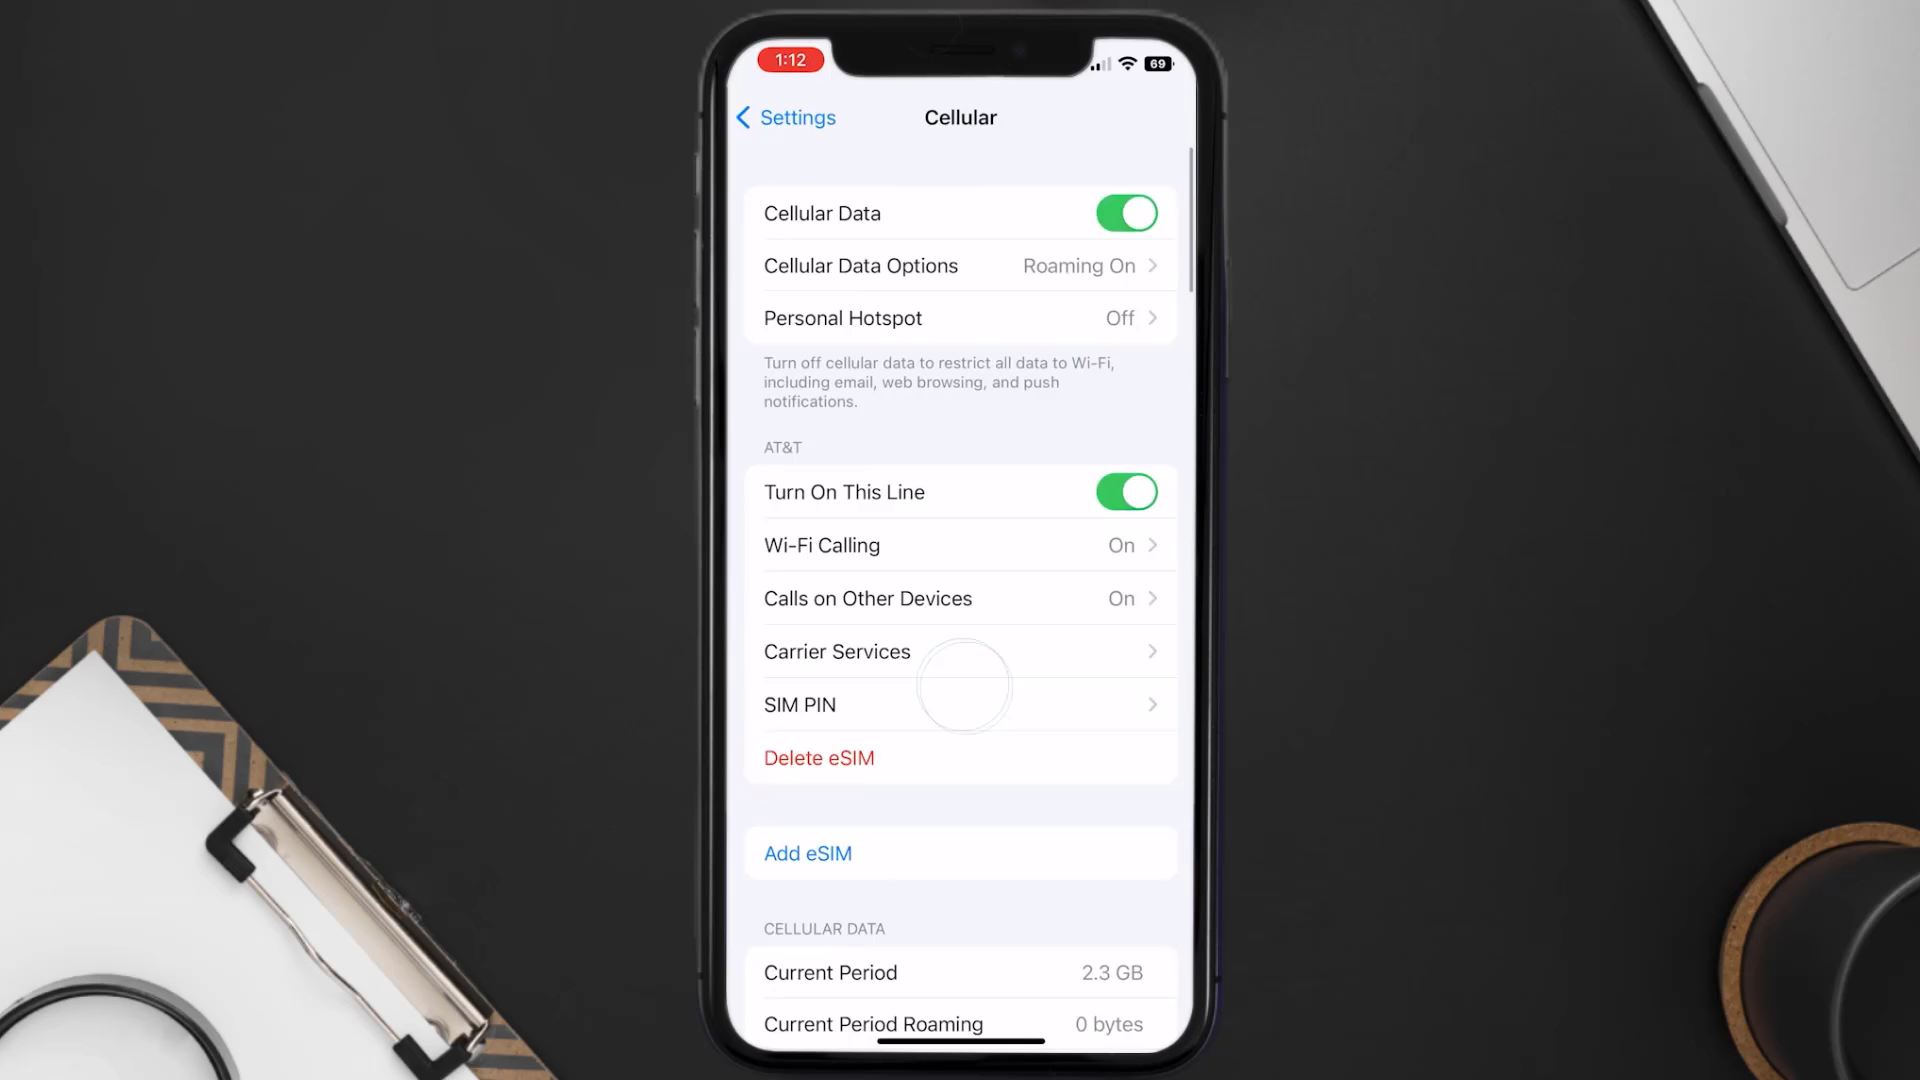 1:12
69
Settings
Cellular
Cellular Data
Cellular Data Options Roaming On
Personal Hotspot Off
Turn off cellular data to restrict all data to Wi-Fi,
including email, web browsing, and push
notifications.
AT&T
Turn On This Line
Wi-Fi Calling On
Calls on Other Devices On
Carrier Services
SIM PIN
Delete eSIM
Add eSIM
CELLULAR DATA
Current Period 2.3 GB
Current Period Roaming 0 bytes